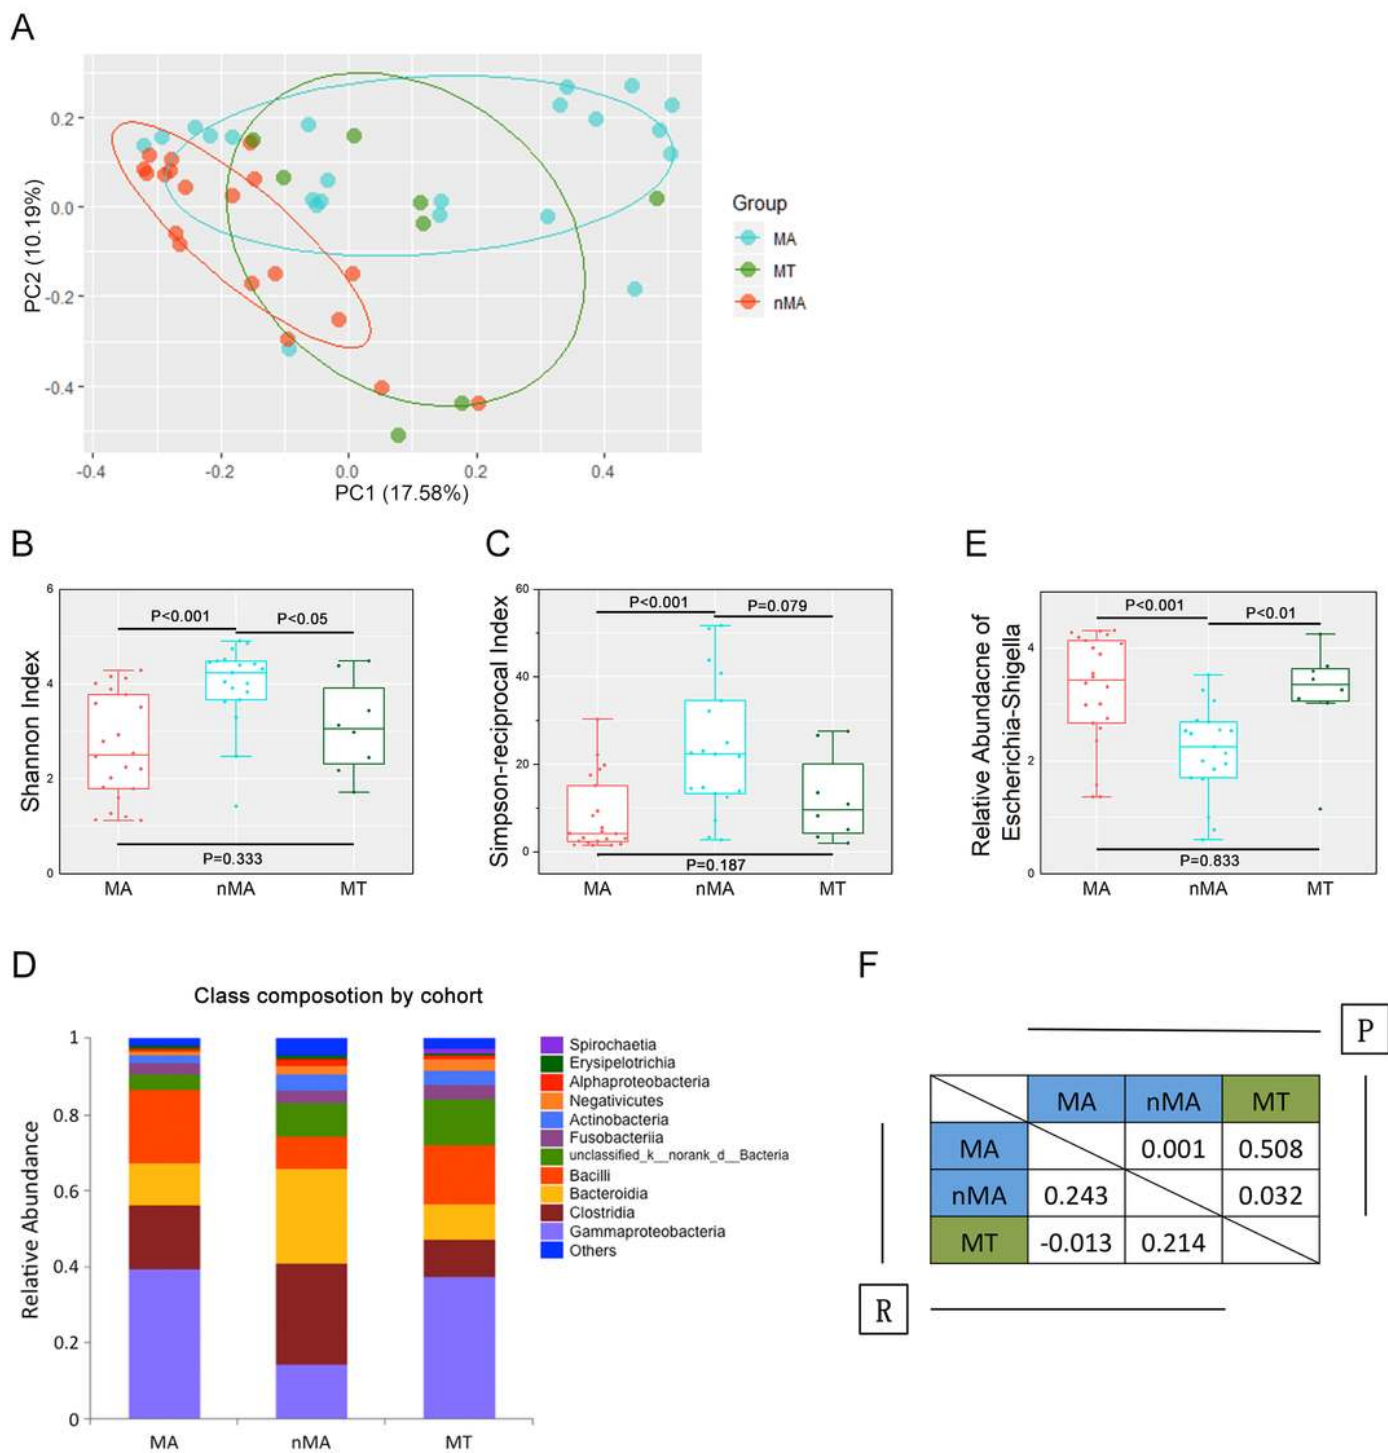 A
0.2
0.0
-0.2
-0.4
PC2 (10.19%)
-0.4
-0.2
0.0
0.2
0.4
PC1 (17.58%)
Group
MA
MT
nMA
B
Shannon Index
6
4
2
0
P<0.001
P<0.05
P=0.333
MA
nMA
MT
C
Simpson-reciprocal Index
60
40
20
0
P<0.001
P=0.079
P=0.187
MA
nMA
MT
E
Relative Abundacne of
Escherichia-Shigella
4
2
0
P<0.001
P<0.01
P=0.833
MA
nMA
MT
D
Class composotion by cohort
Relative Abundance
1
0.8
0.6
0.4
0.2
0
MA
nMA
MT
Spirochaetia
Erysipelotrichia
Alphaproteobacteria
Negativicutes
Actinobacteria
Fusobacteriia
unclassified_k__norank_d__Bacteria
Bacilli
Bacteroidia
Clostridia
Gammaproteobacteria
Others
F
P
MA nMA MT
MA 0.001 0.508
nMA 0.243 0.032
MT -0.013 0.214
R